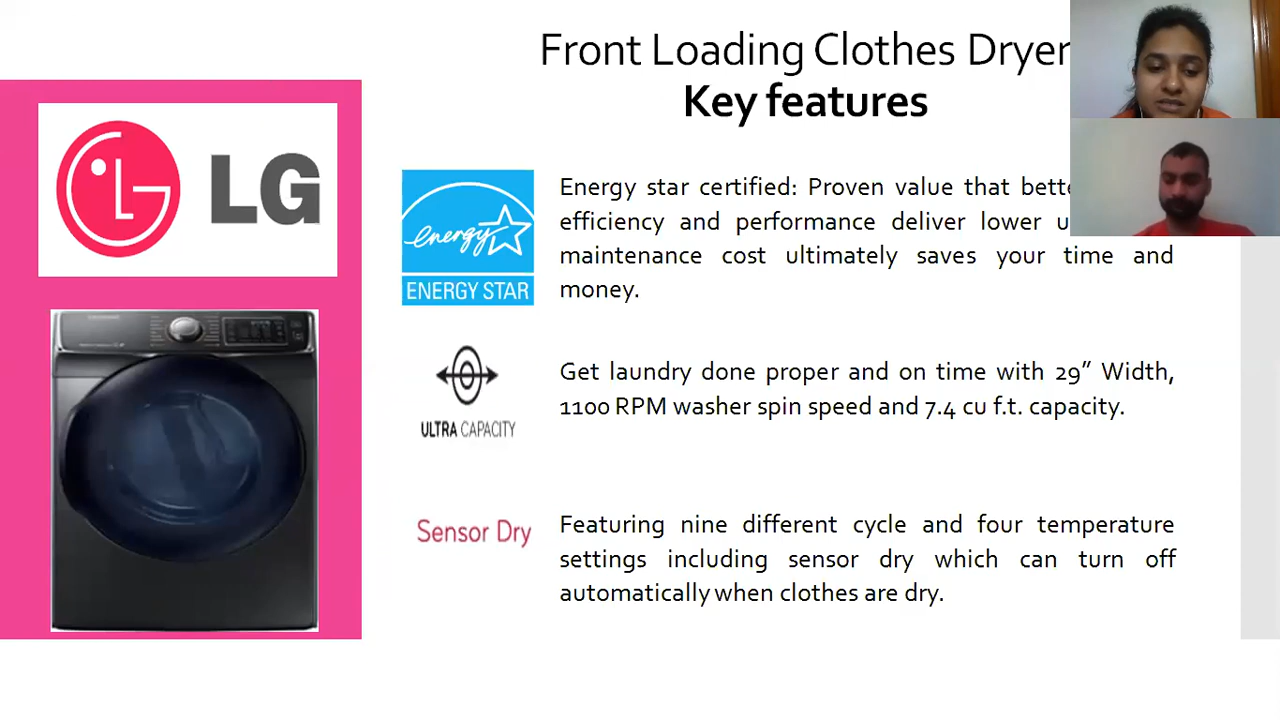 Front Loading Clothes Dryer
Key features
LG
energy
ENERGY STAR
Energy star certified: Proven value that bette
efficiency and performance deliver lower u
maintenance cost ultimately saves your time and
money.
ULTRA CAPACITY
Get laundry done proper and on time with 29” Width,
1100 RPM washer spin speed and 7.4 cu f.t. capacity.
Sensor Dry
Featuring nine different cycle and four temperature
settings including sensor dry which can turn off
automatically when clothes are dry.